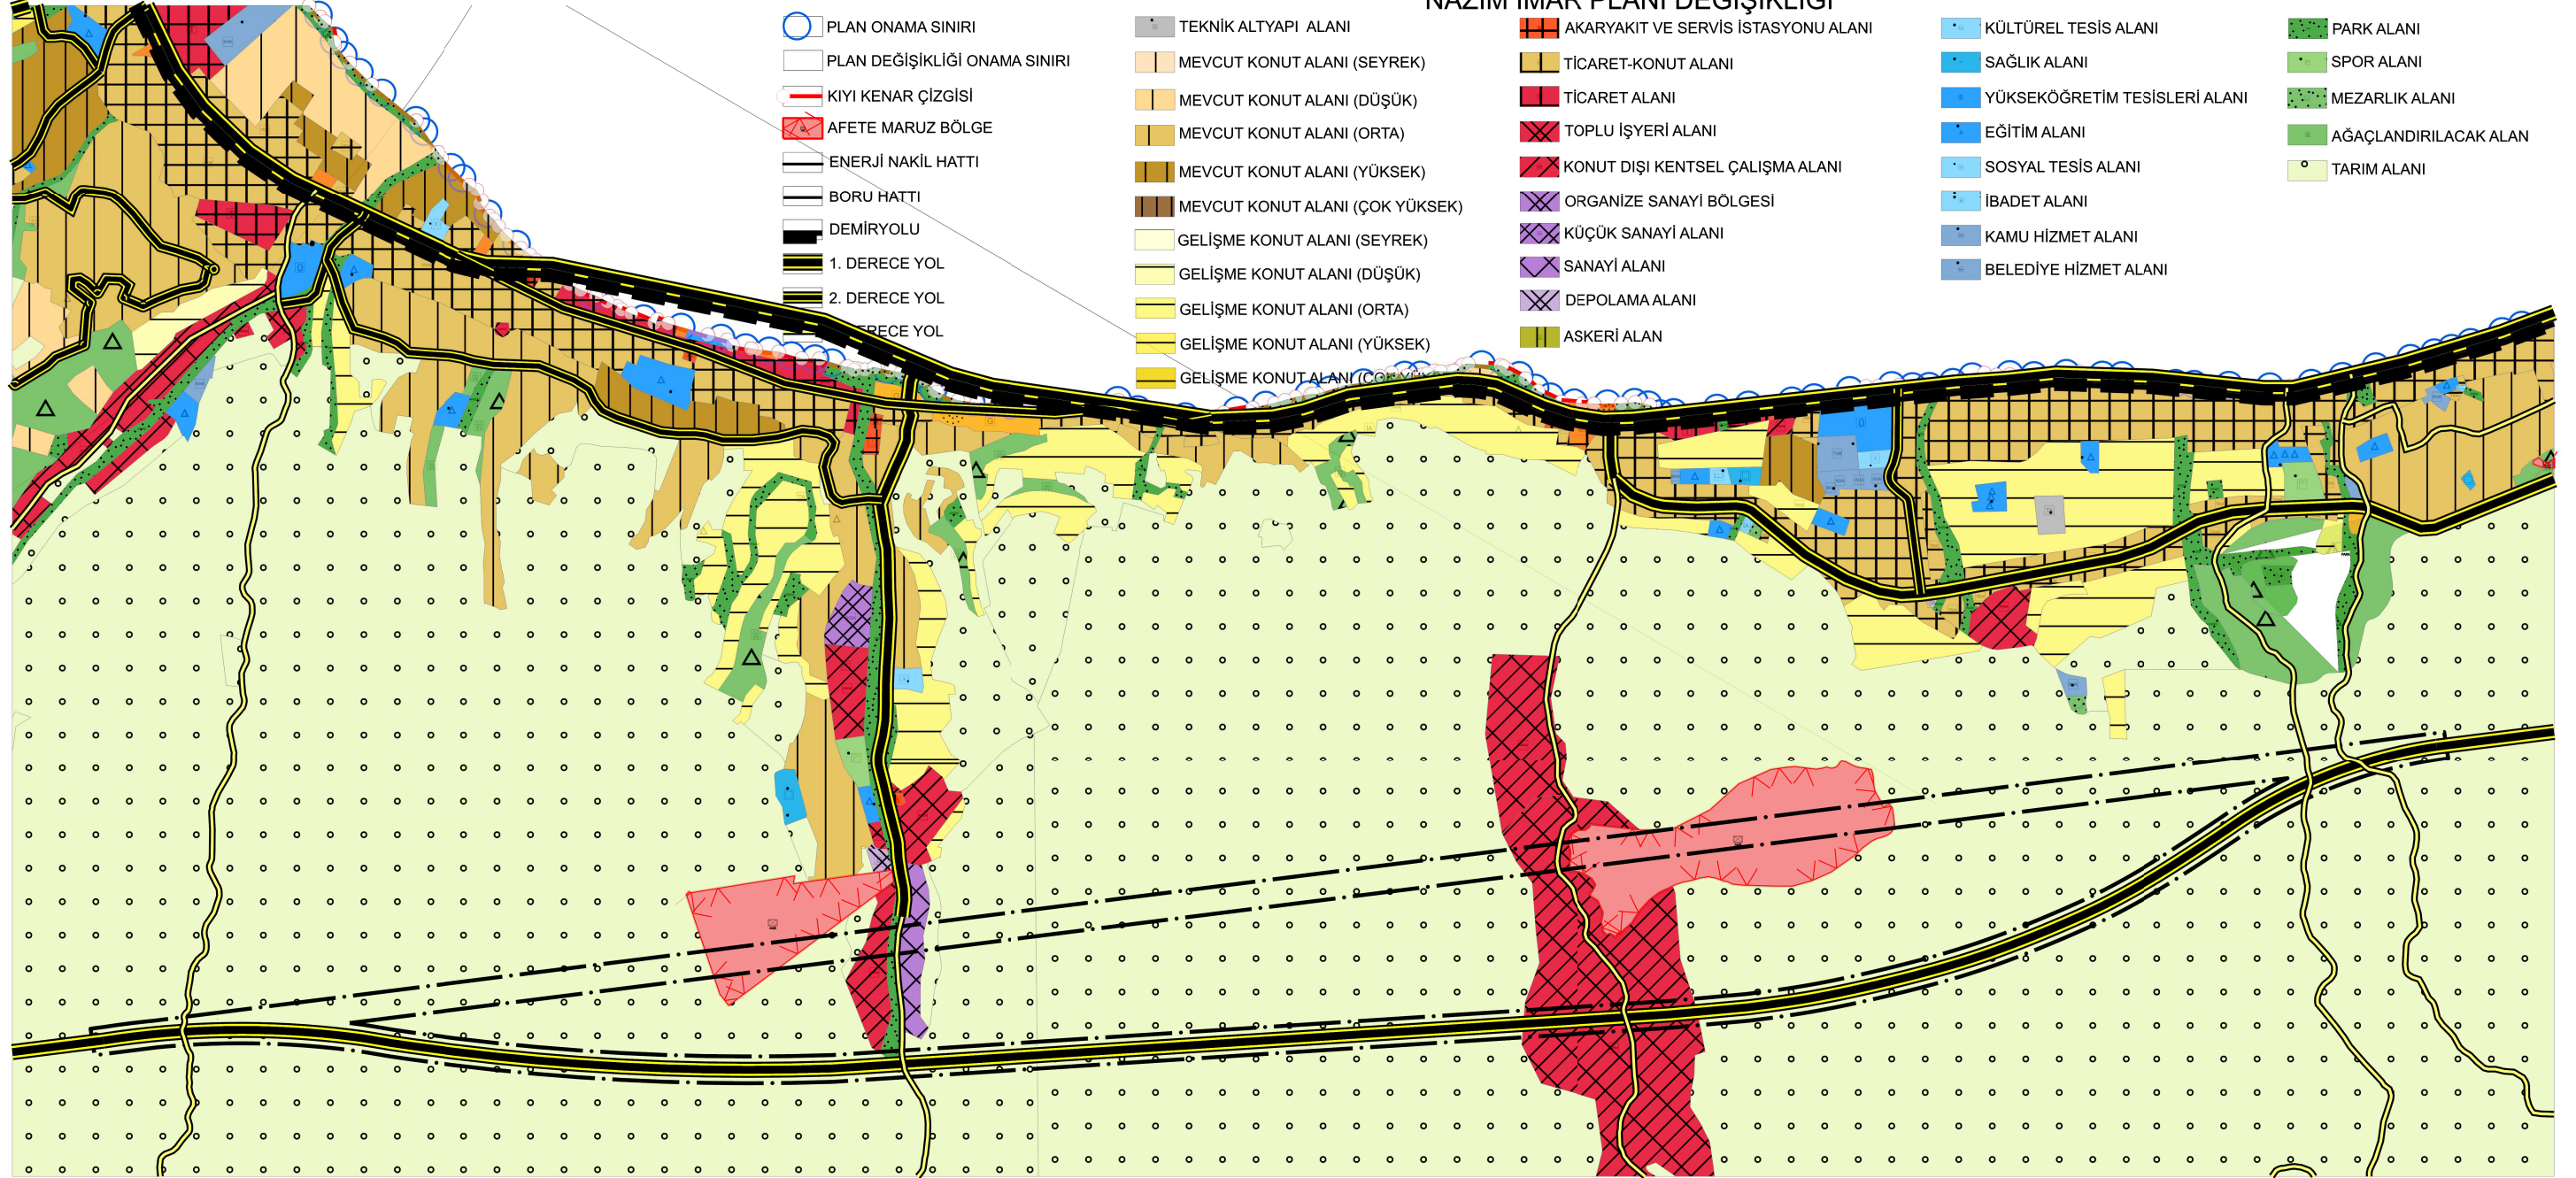 NAZIM İMAR PLANI DEĞİŞİKLİĞİ
PLAN ONAMA SINIRI
PLAN DEĞİŞİKLİĞİ ONAMA SINIRI
KIYI KENAR ÇİZGİSİ
AFETE MARUZ BÖLGE
ENERJİ NAKİL HATTI
BORU HATTI
DEMİRYOLU
1. DERECE YOL
2. DERECE YOL
YOL
TEKNİK ALTYAPI ALANI
MEVCUT KONUT ALANI (SEYREK)
MEVCUT KONUT ALANI (DÜŞÜK)
MEVCUT KONUT ALANI (ORTA)
MEVCUT KONUT ALANI (YÜKSEK)
MEVCUT KONUT ALANI (ÇOK YÜKSEK)
GELİŞME KONUT ALANI (SEYREK)
GELİŞME KONUT ALANI (DÜŞÜK)
GELİŞME KONUT ALANI (ORTA)
GELİŞME KONUT ALANI (YÜKSEK)
GELİŞME KONUT ALANI
AKARYAKIT VE SERVİS İSTASYONU ALANI
TİCARET-KONUT ALANI
TİCARET ALANI
TOPLU İŞYERİ ALANI
KONUT DIŞI KENTSEL ÇALIŞMA ALANI
ORGANİZE SANAYİ BÖLGESİ
KÜÇÜK SANAYİ ALANI
SANAYİ ALANI
DEPOLAMA ALANI
ASKERİ ALAN
KÜLTÜREL TESİS ALANI
SAĞLIK ALANI
YÜKSEKÖĞRETİM TESİSLERİ ALANI
EĞİTİM ALANI
SOSYAL TESİS ALANI
İBADET ALANI
KAMU HİZMET ALANI
BELEDİYE HİZMET ALANI
PARK ALANI
SPOR ALANI
MEZARLIK ALANI
AĞAÇLANDIRILACAK ALAN
TARIM ALANI